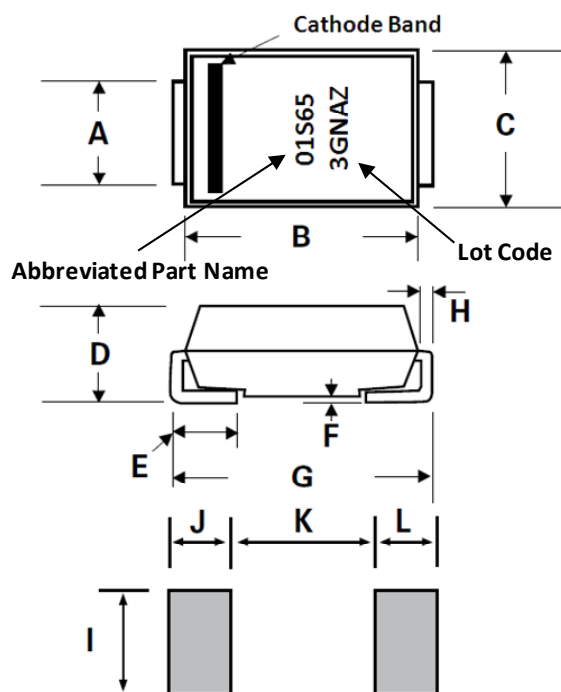 Cathode Band
A
01S65
3GNAZ
C
B
Abbreviated Part Name
Lot Code
D
H
F
E
G
J
K
L
I